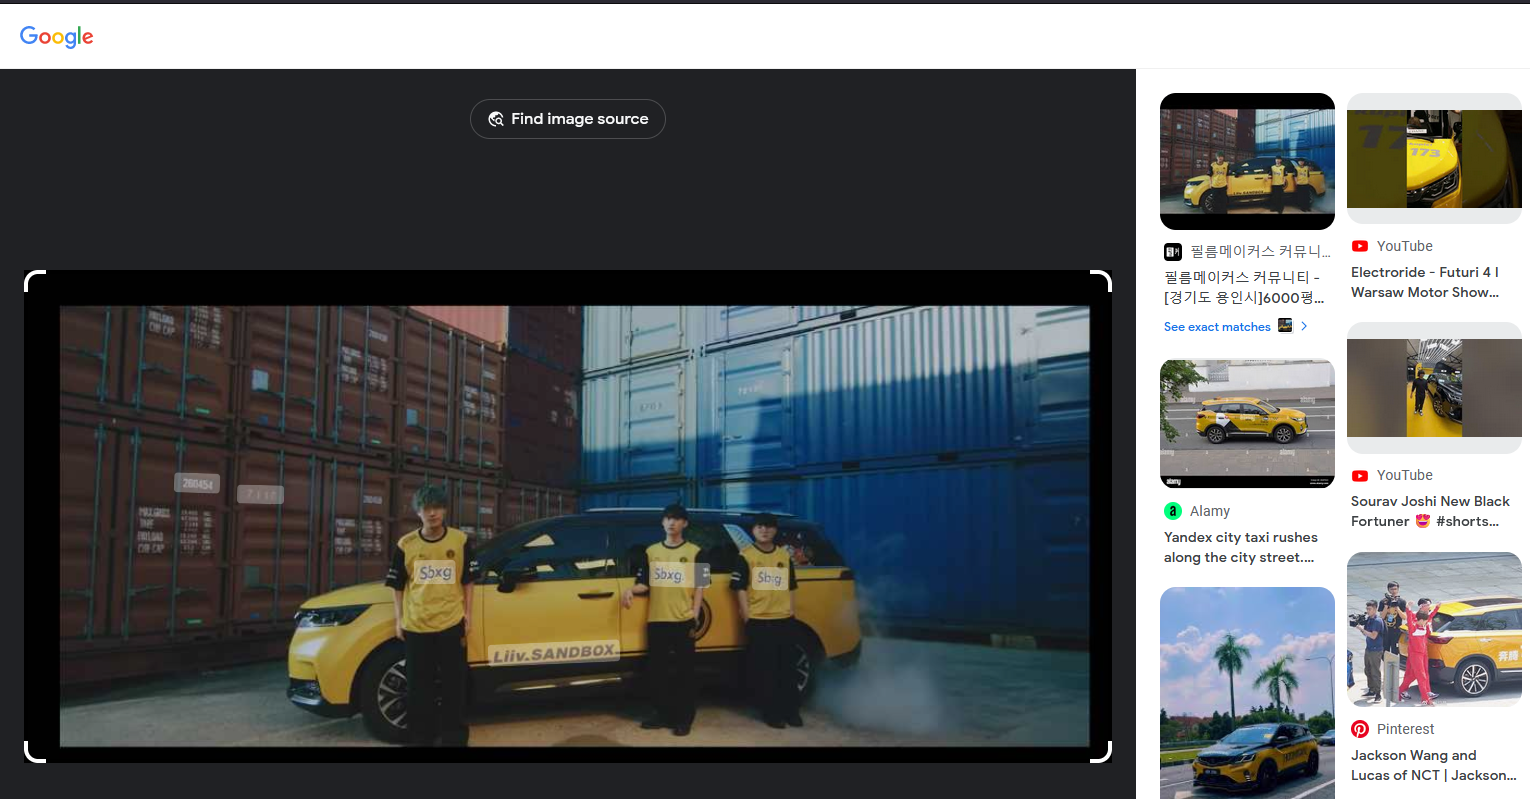 Google
Find image source
260454
Sbxg
Sbxg
Liiv.SANDBOX
필름메이커스 커뮤니...
필름메이커스 커뮤니티 -
[경기도 용인시]6000평...
See exact matches
alamy
Alamy
Yandex city taxi rushes
along the city street....
173
YouTube
Electroride - Futuri 4 I
Warsaw Motor Show...
YouTube
Sourav Joshi New Black
Fortuner 😍 #shorts...
Pinterest
Jackson Wang and
Lucas of NCT | Jackson...